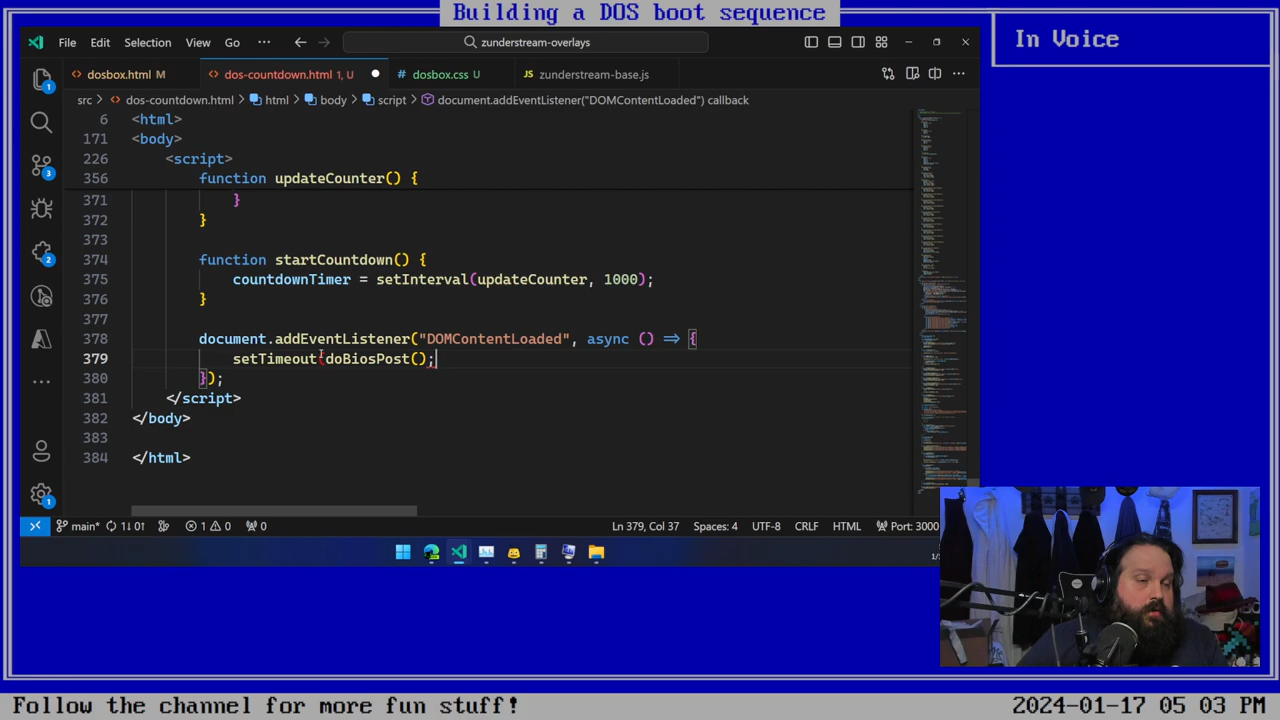 Building a DOS boot sequence
In Voice
File Edit Selection View Go ··· zunderstream-overlays
dosbox.html M dos-countdown.html 1, U dosbox.css U zunderstream-base.js
src > dos-countdown.html > html > body > script > document.addEventListener("DOMContentLoaded") callback
6 <html>
171 <body>
226 <script>
356 function updateCounter() {
371 }
372 }
373
374 function startCountdown() {
375 countdownTimer = setInterval(updateCounter, 1000);
376 }
377
378 document.addEventListener("DOMContentLoaded", async () => {
379 setTimeout(doBiosPost();
380 });
381 </script>
382 </body>
383
384 </html>
main* 1↓ 0↑ 1 0 0 Ln 379, Col 37 Spaces: 4 UTF-8 CRLF HTML Port: 3000
Follow the channel for more fun stuff!
2024-01-17 05 03 PM